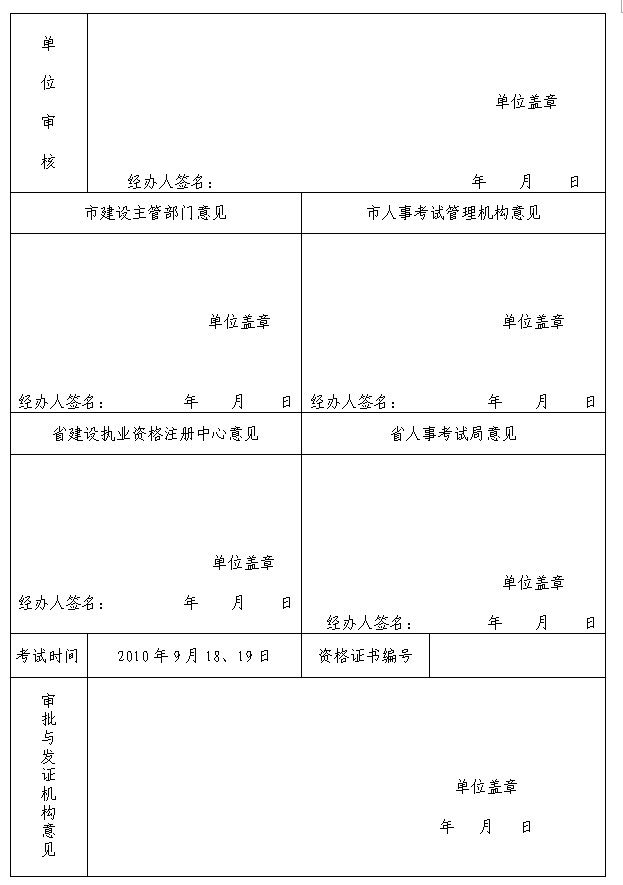 单位审核
单位盖章
经办人签名： 年 月 日
市建设主管部门意见 市人事考试管理机构意见
单位盖章 单位盖章
经办人签名： 年 月 日 经办人签名： 年 月 日
省建设执业资格注册中心意见 省人事考试局意见
单位盖章
单位盖章
经办人签名： 年 月 日
经办人签名： 年 月 日
考试时间 2010年9月18、19日 资格证书编号
审批与发证机构意见
单位盖章
年 月 日